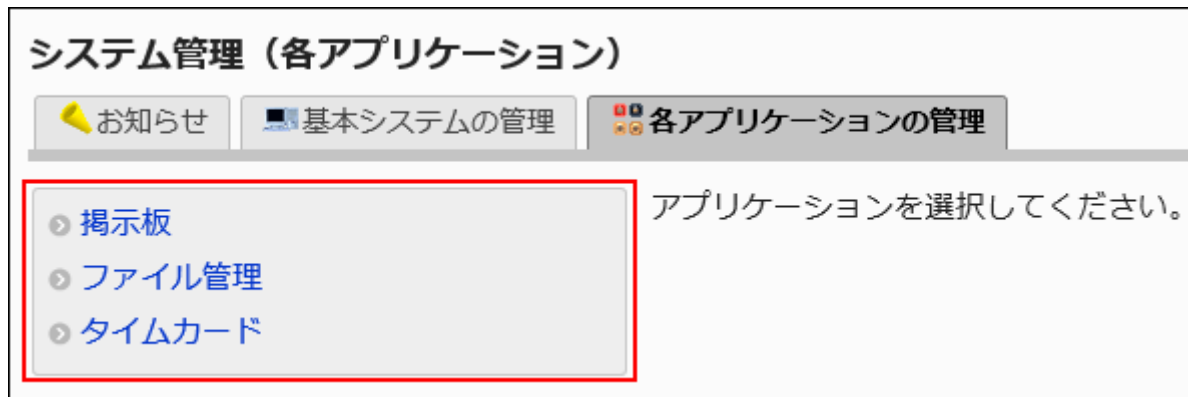 システム管理（各アプリケーション）
お知らせ 基本システムの管理 各アプリケーションの管理
掲示板 アプリケーションを選択してください。
ファイル管理
タイムカード